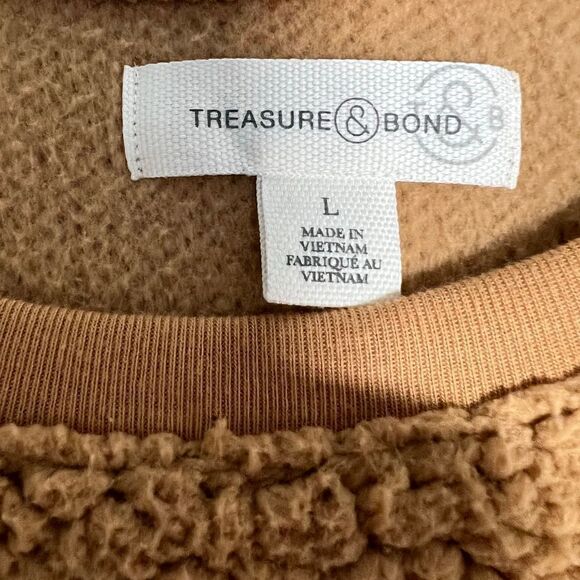 TREASURE & BOND
T & B
L
MADE IN
VIETNAM
FABRIQUÉ AU
VIETNAM